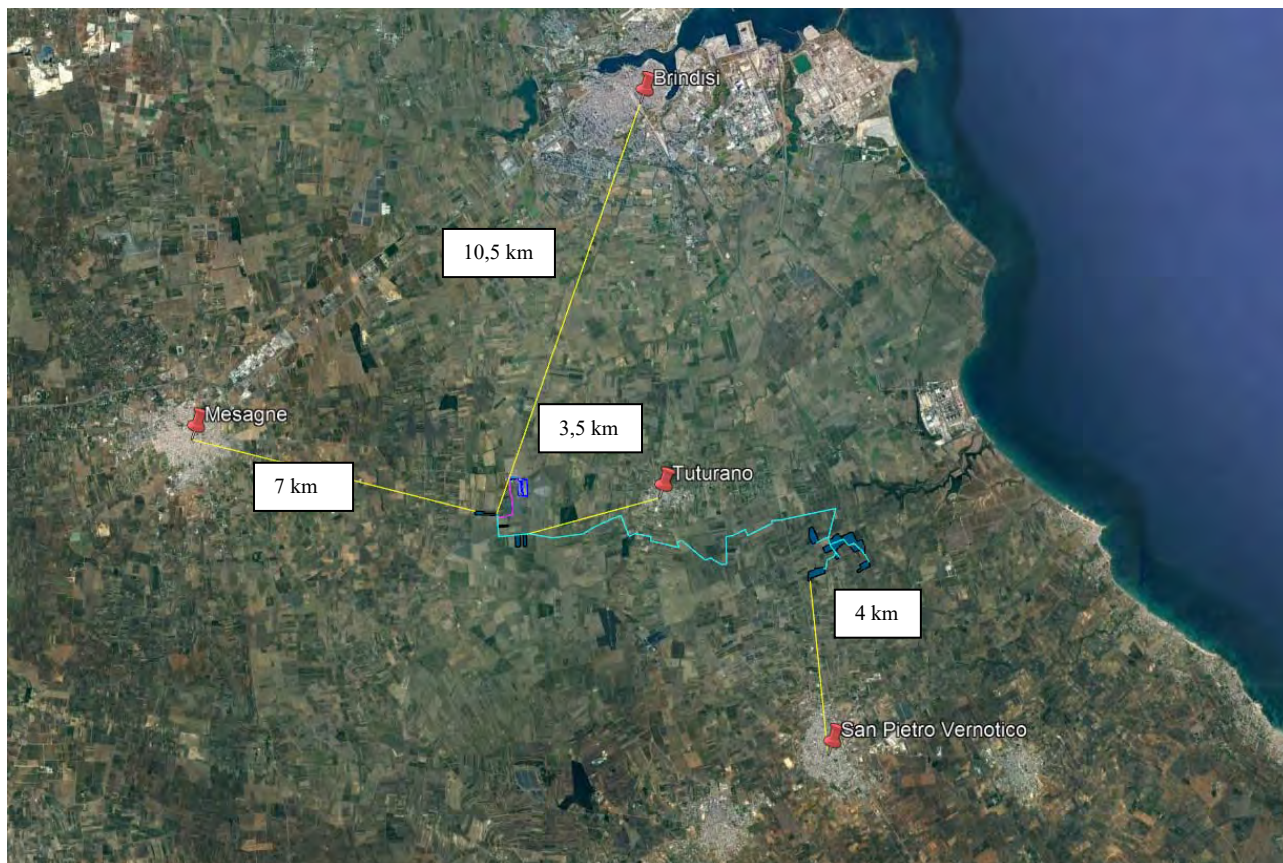 Brindisi
10,5 km
Mesagne
3,5 km
7 km
Tuturano
4 km
San Pietro Vernotico